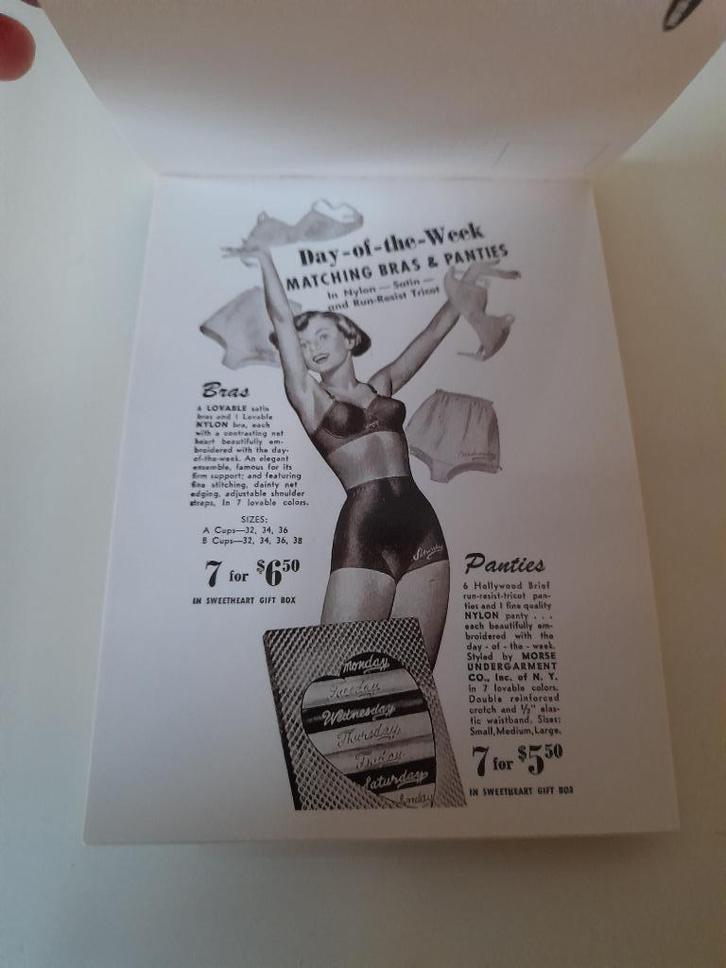 Day-of-the-Week
MATCHING BRAS & PANTIES
In Nylon — Satin —
and Run-Resist Tricot
Bras
6 LOVABLE satin
bras and 1 Lovable
NYLON bra, each
with a contrasting net
heart beautifully em-
broidered with the day-
of-the-week. An elegant
ensemble, famous for its
firm support; and featuring
fine stitching, dainty net
edging, adjustable shoulder
straps. In 7 lovable colors.
SIZES:
A Cups—32, 34, 36
B Cups—32, 34, 36, 38
7 for $6.50
IN SWEETHEART GIFT BOX
Wednesday
Saturday
Panties
6 Hollywood Brief
run-resist-tricot pan-
ties and 1 fine quality
NYLON panty . . .
each beautifully em-
broidered with the
day - of - the - week.
Styled by MORSE
UNDERGARMENT
CO., Inc. of N. Y.
in 7 lovable colors.
Double reinforced
crotch and ½" elas-
tic waistband. Sizes:
Small, Medium, Large.
7 for $5.50
IN SWEETHEART GIFT BOX
Monday
Tuesday
Wednesday
Thursday
Friday
Saturday
Sunday